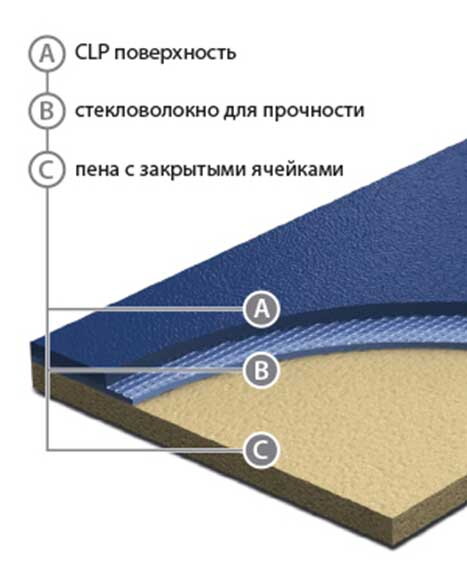 A CLP поверхность
B стекловолокно для прочности
C пена с закрытыми ячейками
A
B
C